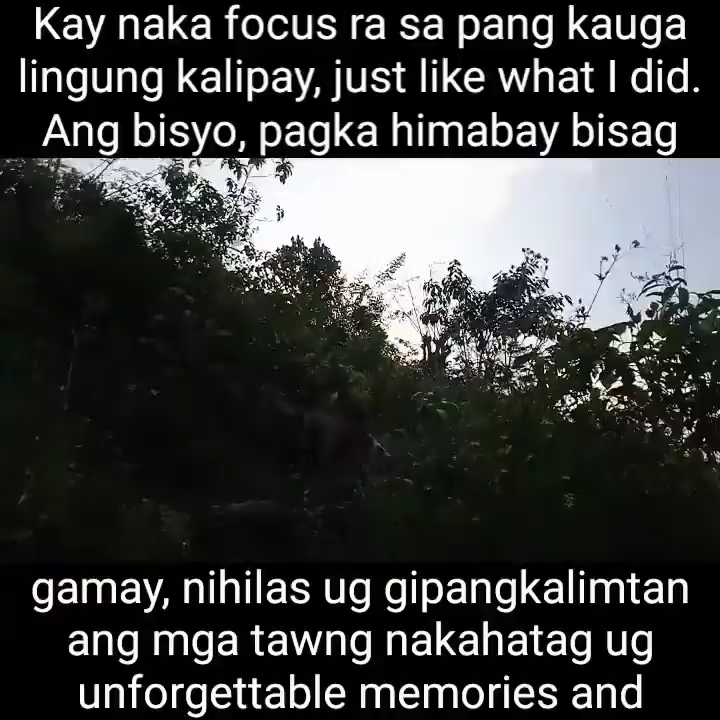 Kay naka focus ra sa pang kauga
lingung kalipay, just like what I did.
Ang bisyo, pagka himabay bisag
gamay, nihilas ug gipangkalimtan
ang mga tawng nakahatag ug
unforgettable memories and